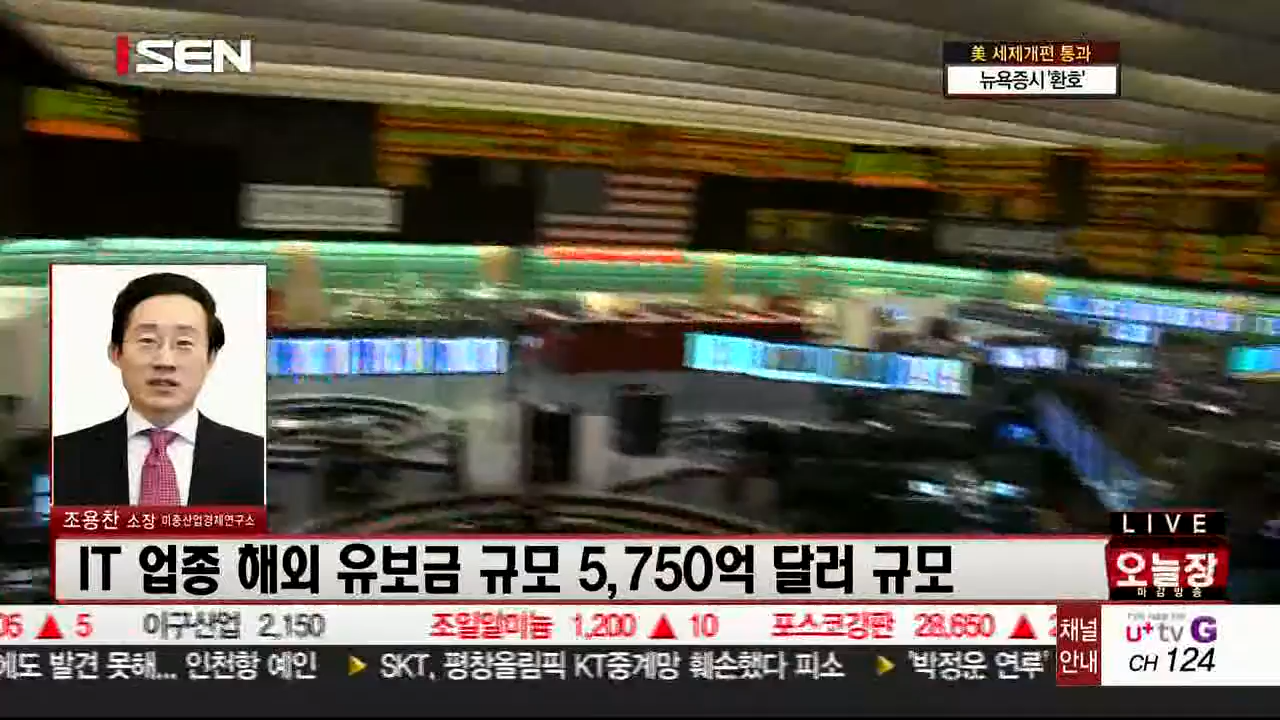 SEN
美 세제개편 통과
뉴욕증시 '환호'
조용찬 소장 미중산업경제연구소
LIVE
IT 업종 해외 유보금 규모 5,750억 달러 규모
오늘장
마감방송
05 ▲ 5 이구산업 2,150 조일알미늄 1,200 ▲ 10 포스코강판 28,650 ▲
채널
안내
u+ tv G
CH 124
에도 발견 못해... 인천항 예인 > SKT, 평창올림픽 KT중계망 훼손했다 피소 > '박정운 연루'